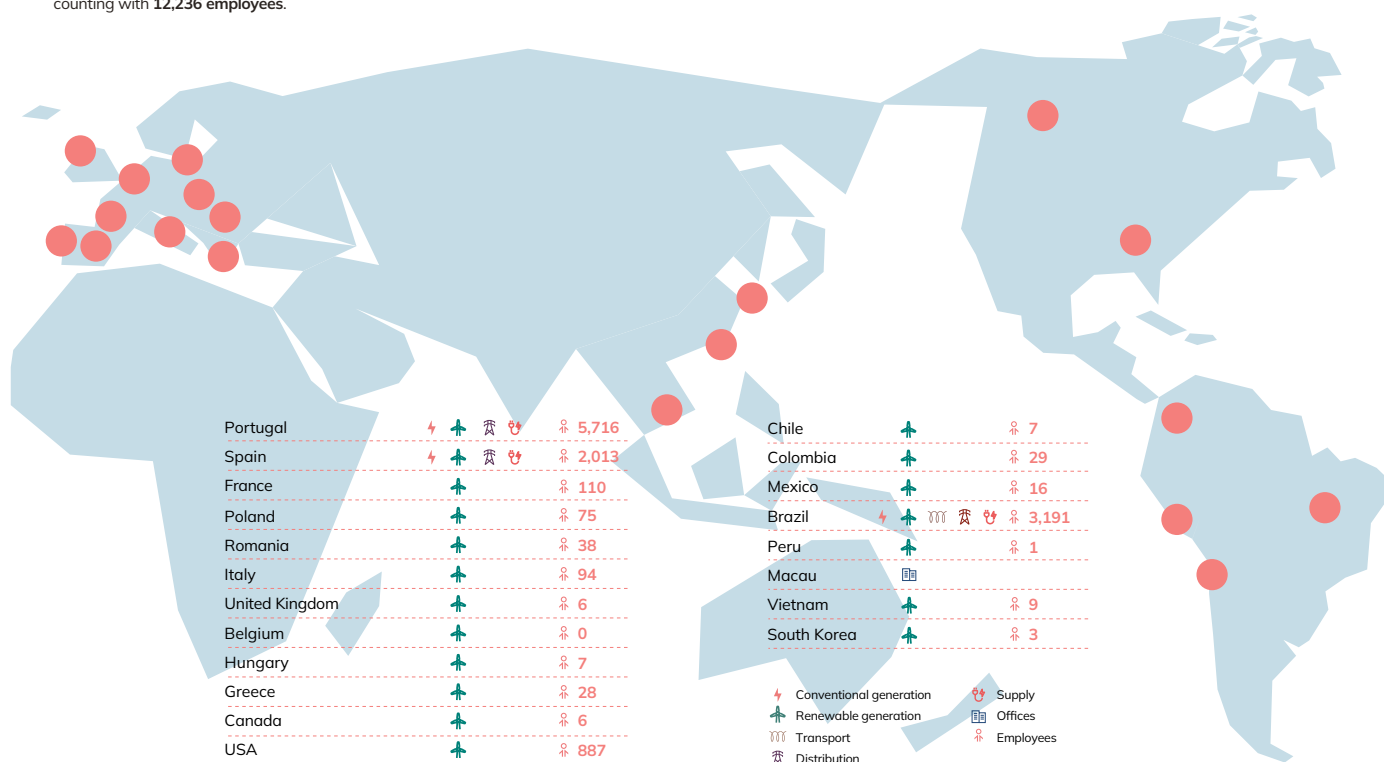 counting with 12,236 employees.
Portugal 5,716
Spain 2,013
France 110
Poland 75
Romania 38
Italy 94
United Kingdom 6
Belgium 0
Hungary 7
Greece 28
Canada 6
USA 887
Chile 7
Colombia 29
Mexico 16
Brazil 3,191
Peru 1
Macau
Vietnam 9
South Korea 3
Conventional generation
Renewable generation
Transport
Distribution
Supply
Offices
Employees